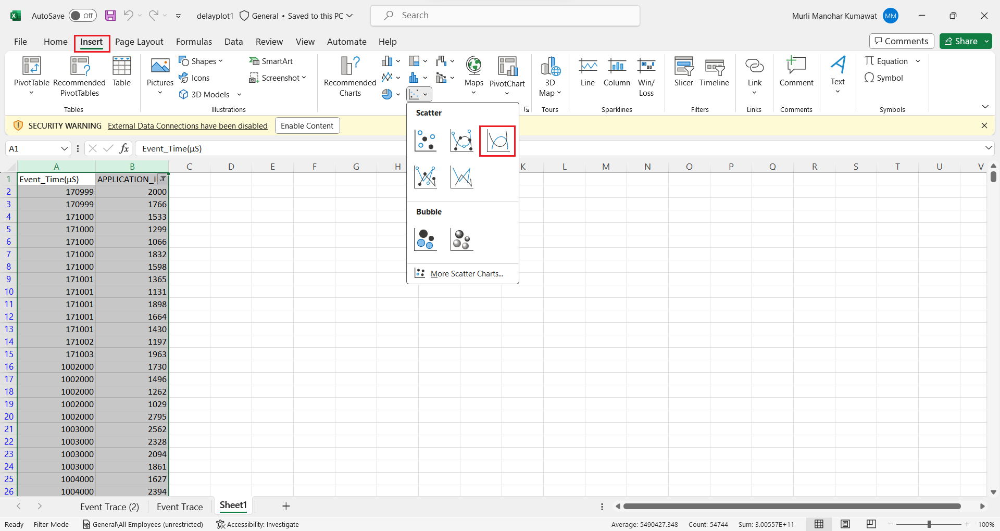 AutoSave Off delayplot1 General • Saved to this PC Search Murli Manohar Kumawat MM
File Home Insert Page Layout Formulas Data Review View Automate Help Comments Share
PivotTable Recommended PivotTables Table
Tables
Pictures Shapes Icons 3D Models SmartArt Screenshot
Illustrations
Recommended Charts Maps PivotChart
3D Map
Tours
Line Column Win/ Loss
Sparklines
Slicer Timeline
Filters
Link
Links
Comment
Comments
Text
Equation Symbol
Symbols
SECURITY WARNING External Data Connections have been disabled Enable Content
A1 fx Event_Time(µS)
Scatter
Bubble
More Scatter Charts...
A B C D E F G H K L M N O P Q R S T U V
1 Event_Time(µS) APPLICATION_I
2 170999 2000
3 170999 1766
4 171000 1533
5 171000 1299
6 171000 1066
7 171000 1832
8 171000 1598
9 171001 1365
10 171001 1131
11 171001 1898
12 171001 1664
13 171001 1430
14 171002 1197
15 171003 1963
16 1002000 1730
17 1002000 1496
18 1002000 1262
19 1002000 1029
20 1002000 2795
21 1003000 2562
22 1003000 2328
23 1003000 2094
24 1003000 1861
25 1004000 1627
26 1004000 2394
Event Trace (2) Event Trace Sheet1
Ready Filter Mode General\All Employees (unrestricted) Accessibility: Investigate Average: 5490427.348 Count: 54744 Sum: 3.00557E+11 100%